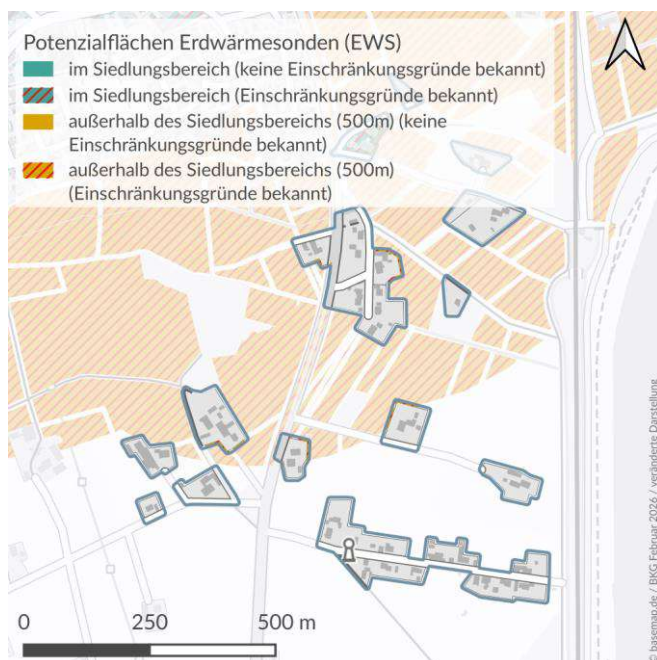 Potenzialflächen Erdwärmesonden (EWS)
im Siedlungsbereich (keine Einschränkungsgründe bekannt)
im Siedlungsbereich (Einschränkungsgründe bekannt)
außerhalb des Siedlungsbereichs (500m) (keine
Einschränkungsgründe bekannt)
außerhalb des Siedlungsbereichs (500m)
(Einschränkungsgründe bekannt)
0 250 500 m
© basemap.de / BKG Februar 2026 / veränderte Darstellung